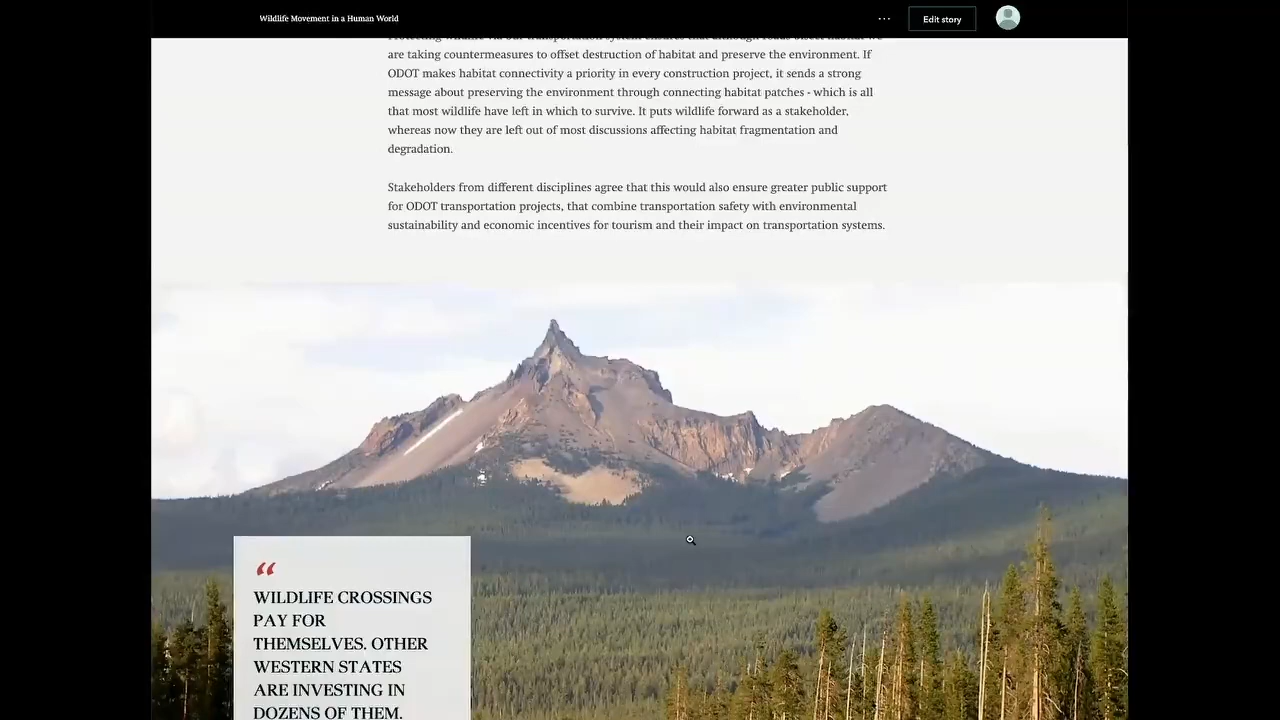 Wildlife Movement in a Human World
Edit story
are taking countermeasures to offset destruction of habitat and preserve the environment. If
ODOT makes habitat connectivity a priority in every construction project, it sends a strong
message about preserving the environment through connecting habitat patches - which is all
that most wildlife have left in which to survive. It puts wildlife forward as a stakeholder,
whereas now they are left out of most discussions affecting habitat fragmentation and
degradation.
Stakeholders from different disciplines agree that this would also ensure greater public support
for ODOT transportation projects, that combine transportation safety with environmental
sustainability and economic incentives for tourism and their impact on transportation systems.
“
WILDLIFE CROSSINGS
PAY FOR
THEMSELVES. OTHER
WESTERN STATES
ARE INVESTING IN
DOZENS OF THEM.